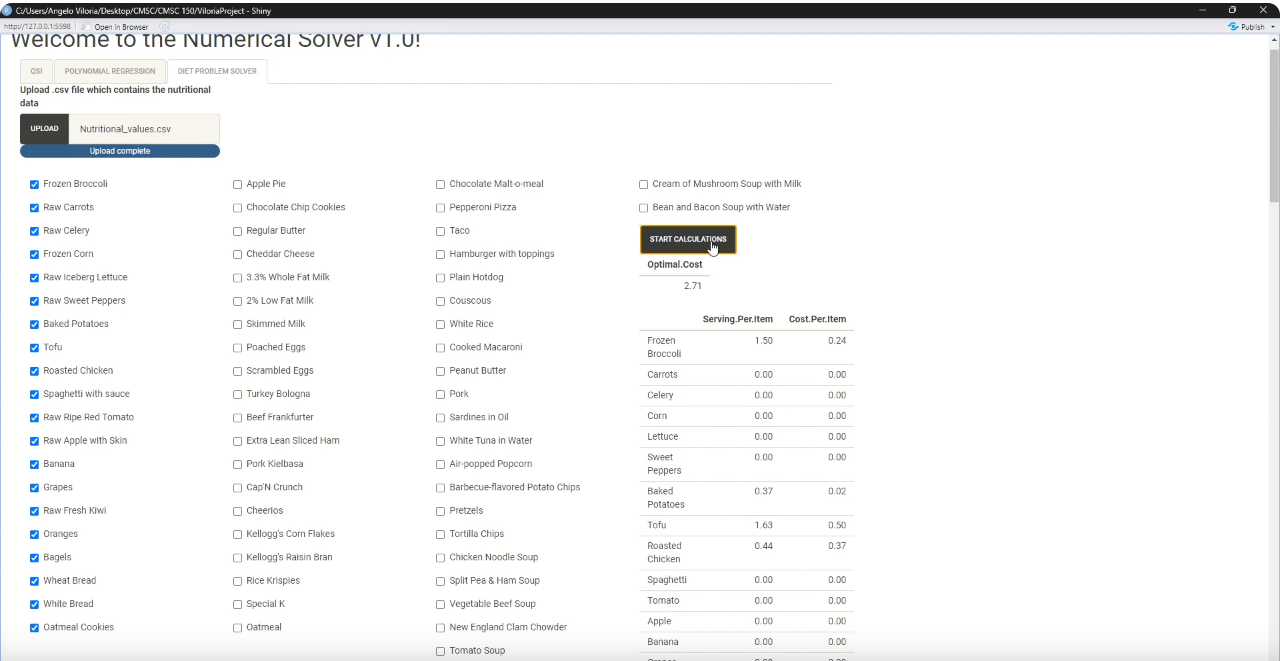 C:/Users/Angelo Viloria/Desktop/CMSC/CMSC 150/ViloriaProject - Shiny
http://127.0.0.1:5598 Open in Browser Publish
Welcome to the Numerical Solver v1.0!
QSI POLYNOMIAL REGRESSION DIET PROBLEM SOLVER
Upload .csv file which contains the nutritional
data
UPLOAD Nutritional_values.csv
Upload complete
Frozen Broccoli
Raw Carrots
Raw Celery
Frozen Corn
Raw Iceberg Lettuce
Raw Sweet Peppers
Baked Potatoes
Tofu
Roasted Chicken
Spaghetti with sauce
Raw Ripe Red Tomato
Raw Apple with Skin
Banana
Grapes
Raw Fresh Kiwi
Oranges
Bagels
Wheat Bread
White Bread
Oatmeal Cookies
Apple Pie
Chocolate Chip Cookies
Regular Butter
Cheddar Cheese
3.3% Whole Fat Milk
2% Low Fat Milk
Skimmed Milk
Poached Eggs
Scrambled Eggs
Turkey Bologna
Beef Frankfurter
Extra Lean Sliced Ham
Pork Kielbasa
Cap'N Crunch
Cheerios
Kellogg's Corn Flakes
Kellogg's Raisin Bran
Rice Krispies
Special K
Oatmeal
Chocolate Malt-o-meal
Pepperoni Pizza
Taco
Hamburger with toppings
Plain Hotdog
Couscous
White Rice
Cooked Macaroni
Peanut Butter
Pork
Sardines in Oil
White Tuna in Water
Air-popped Popcorn
Barbecue-flavored Potato Chips
Pretzels
Tortilla Chips
Chicken Noodle Soup
Split Pea & Ham Soup
Vegetable Beef Soup
New England Clam Chowder
Tomato Soup
Cream of Mushroom Soup with Milk
Bean and Bacon Soup with Water
START CALCULATIONS
Optimal.Cost
2.71
Serving.Per.Item Cost.Per.Item
Frozen Broccoli 1.50 0.24
Carrots 0.00 0.00
Celery 0.00 0.00
Corn 0.00 0.00
Lettuce 0.00 0.00
Sweet Peppers 0.00 0.00
Baked Potatoes 0.37 0.02
Tofu 1.63 0.50
Roasted Chicken 0.44 0.37
Spaghetti 0.00 0.00
Tomato 0.00 0.00
Apple 0.00 0.00
Banana 0.00 0.00